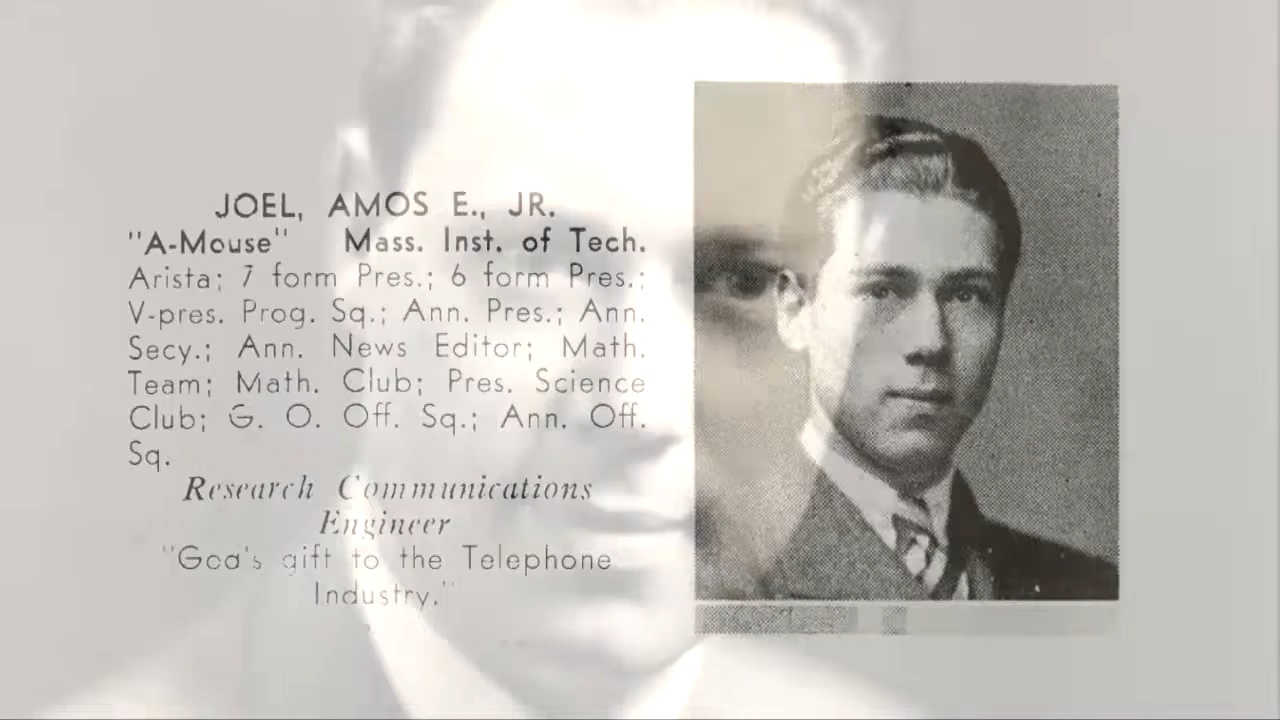 JOEL, AMOS E., JR.
"A-Mouse" Mass. Inst. of Tech.
Arista; 7 form Pres.; 6 form Pres.;
V-pres. Prog. Sq.; Ann. Pres.; Ann.
Secy.; Ann. News Editor; Math.
Team; Math. Club; Pres. Science
Club; G. O. Off. Sq.; Ann. Off.
Sq.
Research Communications
Engineer
"God's gift to the Telephone
Industry."